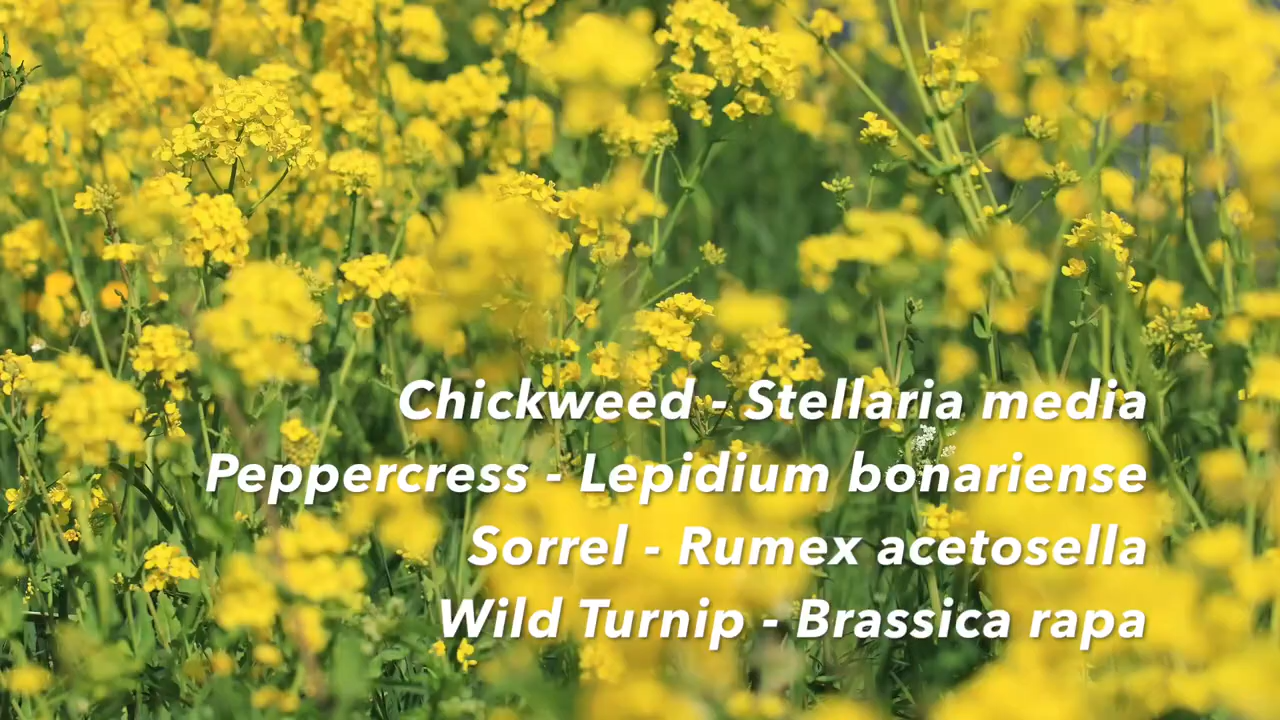 Chickweed - Stellaria media
Peppercress - Lepidium bonariense
Sorrel - Rumex acetosella
Wild Turnip - Brassica rapa